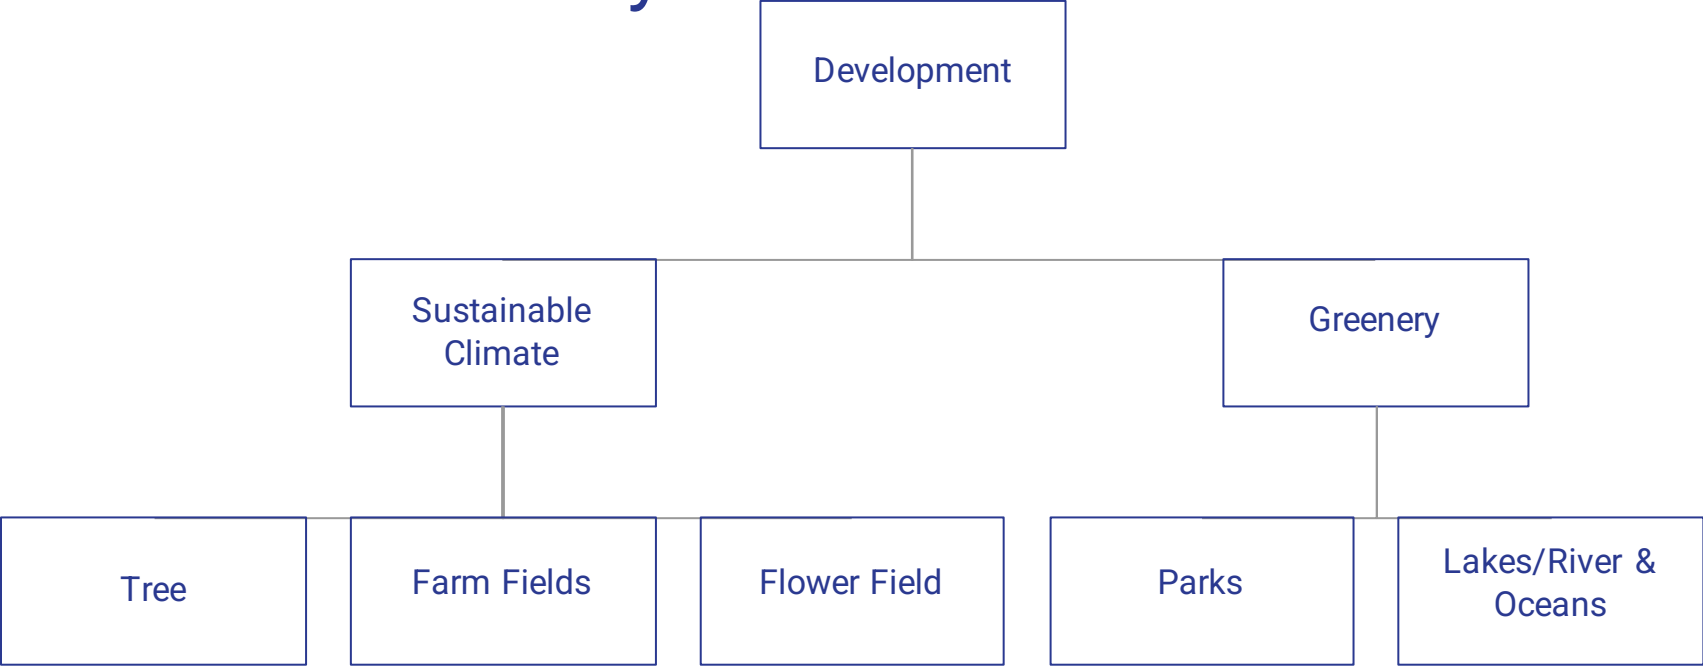 Development
Sustainable
Climate
Greenery
Tree
Farm Fields
Flower Field
Parks
Lakes/River &
Oceans